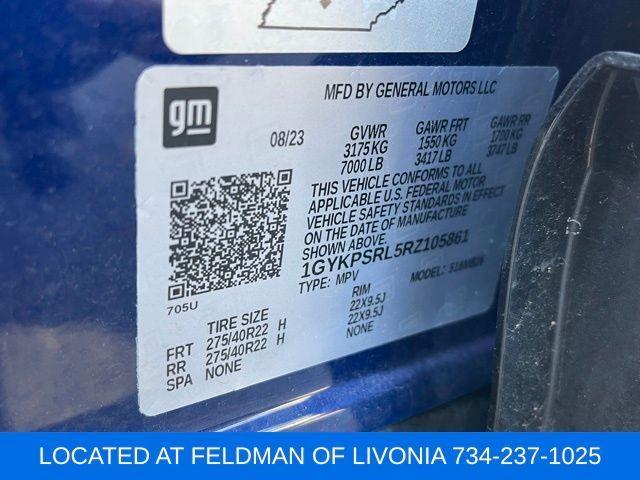 gm
MFD BY GENERAL MOTORS LLC
08/23
GVWR GAWR FRT GAWR RR
3175 KG 1550 KG 1700 KG
7000 LB 3417 LB 3747 LB
THIS VEHICLE CONFORMS TO ALL
APPLICABLE U.S. FEDERAL MOTOR
VEHICLE SAFETY STANDARDS IN EFFECT
ON THE DATE OF MANUFACTURE
SHOWN ABOVE.
1GYKPSRL5RZ105861
TYPE: MPV MODEL:
705U
TIRE SIZE RIM
FRT 275/40R22 H 22X9.5J
RR 275/40R22 H 22X9.5J
SPA NONE NONE
LOCATED AT FELDMAN OF LIVONIA 734-237-1025